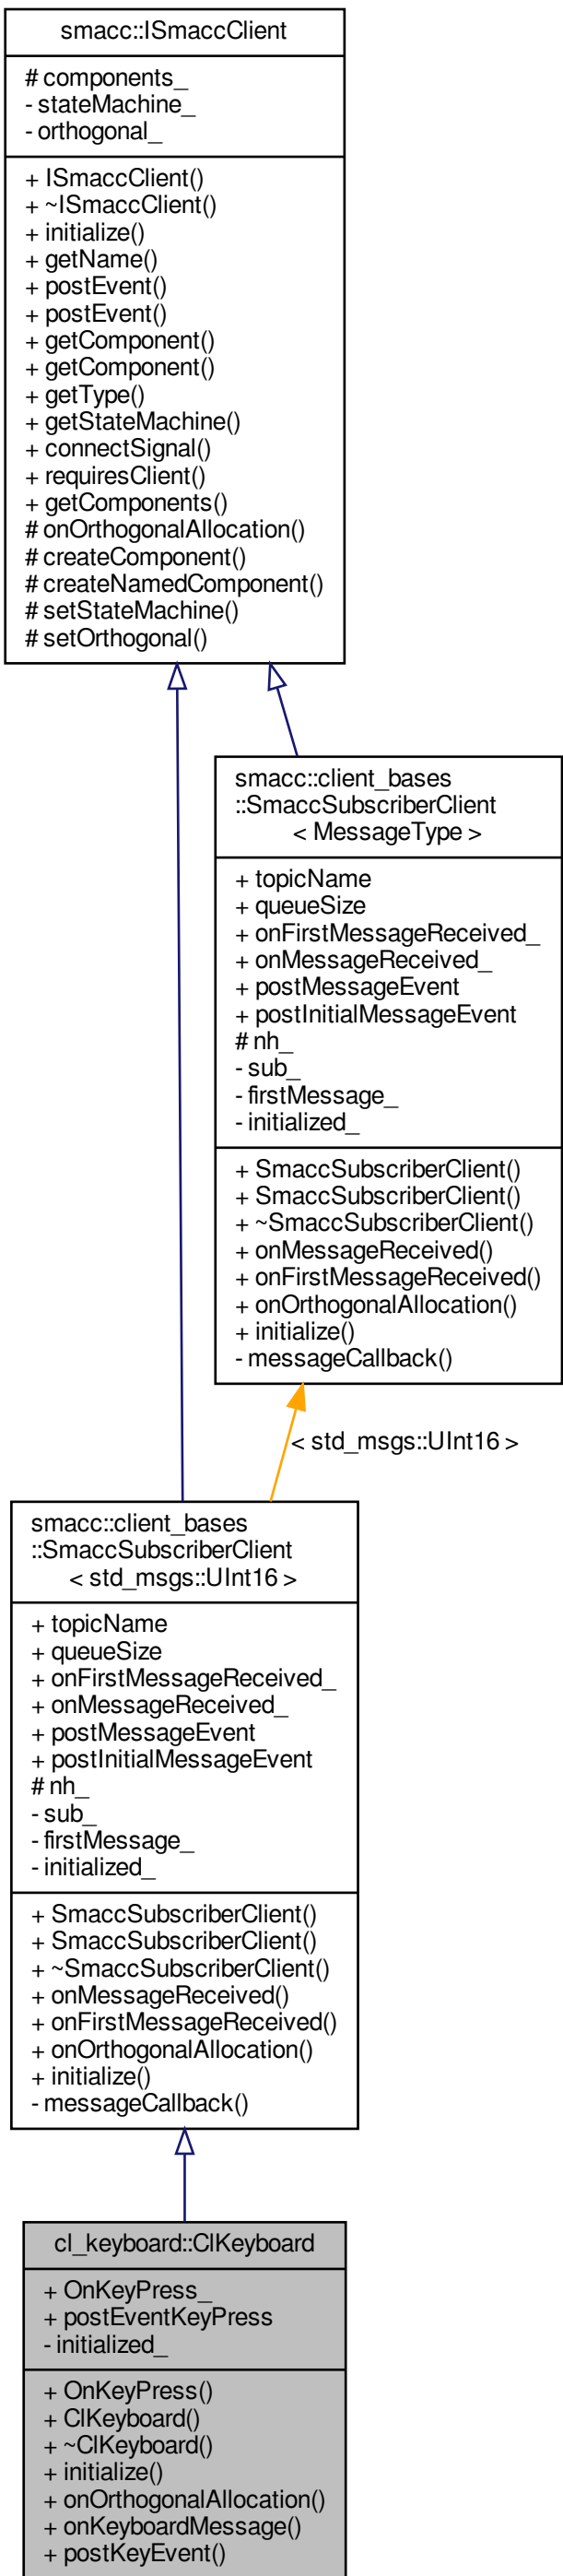 smacc::ISmaccClient
# components_
- stateMachine_
- orthogonal_
+ ISmaccClient()
+ ~ISmaccClient()
+ initialize()
+ getName()
+ postEvent()
+ postEvent()
+ getComponent()
+ getComponent()
+ getType()
+ getStateMachine()
+ connectSignal()
+ requiresClient()
+ getComponents()
# onOrthogonalAllocation()
# createComponent()
# createNamedComponent()
# setStateMachine()
# setOrthogonal()
smacc::client_bases
::SmaccSubscriberClient
< MessageType >
+ topicName
+ queueSize
+ onFirstMessageReceived_
+ onMessageReceived_
+ postMessageEvent
+ postInitialMessageEvent
# nh_
- sub_
- firstMessage_
- initialized_
+ SmaccSubscriberClient()
+ SmaccSubscriberClient()
+ ~SmaccSubscriberClient()
+ onMessageReceived()
+ onFirstMessageReceived()
+ onOrthogonalAllocation()
+ initialize()
- messageCallback()
< std_msgs::UInt16 >
smacc::client_bases
::SmaccSubscriberClient
< std_msgs::UInt16 >
+ topicName
+ queueSize
+ onFirstMessageReceived_
+ onMessageReceived_
+ postMessageEvent
+ postInitialMessageEvent
# nh_
- sub_
- firstMessage_
- initialized_
+ SmaccSubscriberClient()
+ SmaccSubscriberClient()
+ ~SmaccSubscriberClient()
+ onMessageReceived()
+ onFirstMessageReceived()
+ onOrthogonalAllocation()
+ initialize()
- messageCallback()
cl_keyboard::ClKeyboard
+ OnKeyPress_
+ postEventKeyPress
- initialized_
+ OnKeyPress()
+ ClKeyboard()
+ ~ClKeyboard()
+ initialize()
+ onOrthogonalAllocation()
+ onKeyboardMessage()
+ postKeyEvent()